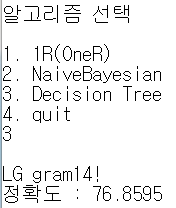 알고리즘 선택
1. 1R(OneR)
2. NaiveBayesian
3. Decision Tree
4. quit
3
LG gram14!
정확도 : 76.8595